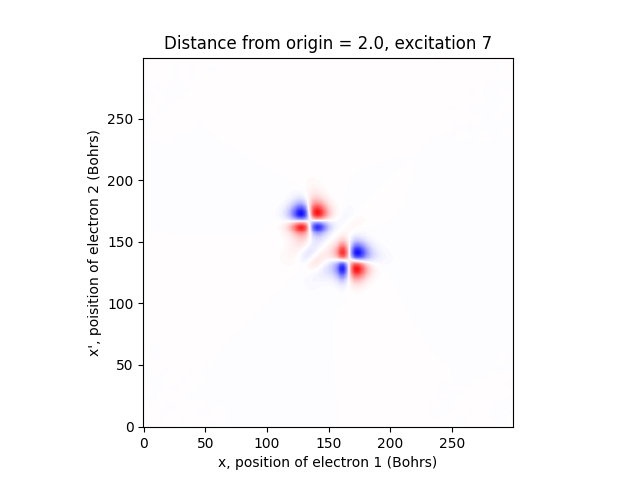 Distance from origin = 2.0, excitation 7
x', poisition of electron 2 (Bohrs)
250
200
150
100
50
0
0 50 100 150 200 250
x, position of electron 1 (Bohrs)